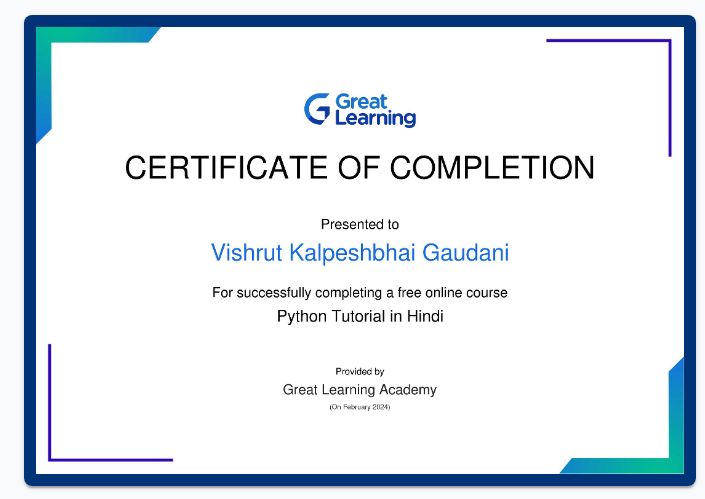 Great
Learning
CERTIFICATE OF COMPLETION
Presented to
Vishrut Kalpeshbhai Gaudani
For successfully completing a free online course
Python Tutorial in Hindi
Provided by
Great Learning Academy
(On February 2024)